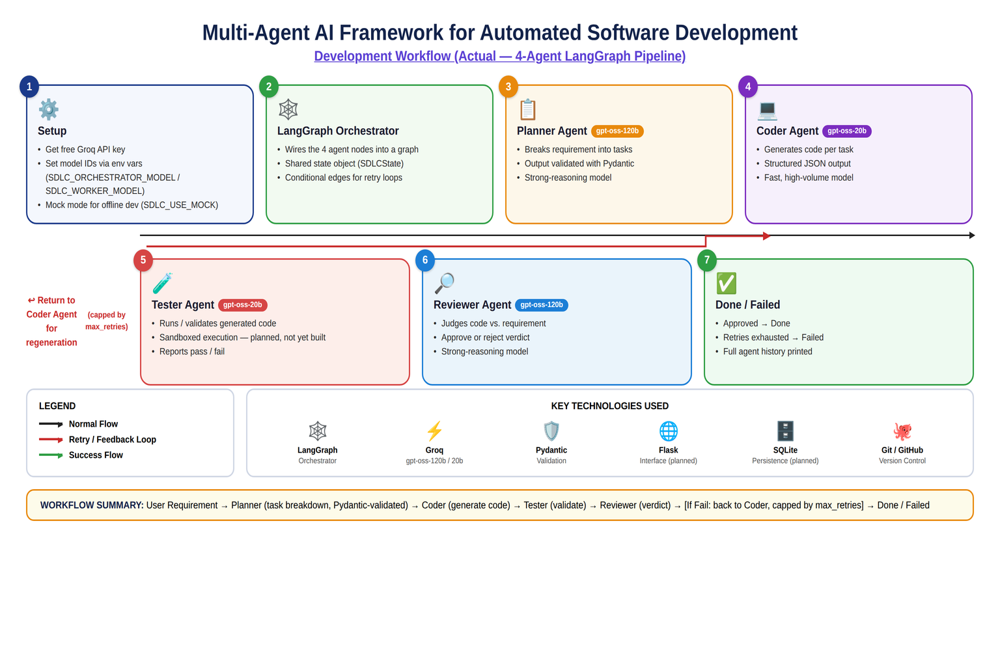 Multi-Agent AI Framework for Automated Software Development
Development Workflow (Actual — 4-Agent LangGraph Pipeline)
1
Setup
• Get free Groq API key
• Set model IDs via env vars
(SDLC_ORCHESTRATOR_MODEL /
SDLC_WORKER_MODEL)
• Mock mode for offline dev (SDLC_USE_MOCK)
2
LangGraph Orchestrator
• Wires the 4 agent nodes into a graph
• Shared state object (SDLCState)
• Conditional edges for retry loops
3
Planner Agent gpt-oss-120b
• Breaks requirement into tasks
• Output validated with Pydantic
• Strong-reasoning model
4
Coder Agent gpt-oss-20b
• Generates code per task
• Structured JSON output
• Fast, high-volume model
↩ Return to
Coder Agent
for
regeneration
(capped by
max_retries)
5
Tester Agent gpt-oss-20b
• Runs / validates generated code
• Sandboxed execution — planned, not yet built
• Reports pass / fail
6
Reviewer Agent gpt-oss-120b
• Judges code vs. requirement
• Approve or reject verdict
• Strong-reasoning model
7
Done / Failed
• Approved → Done
• Retries exhausted → Failed
• Full agent history printed
LEGEND
Normal Flow
Retry / Feedback Loop
Success Flow
KEY TECHNOLOGIES USED
LangGraph
Orchestrator
Groq
gpt-oss-120b / 20b
Pydantic
Validation
Flask
Interface (planned)
SQLite
Persistence (planned)
Git / GitHub
Version Control
WORKFLOW SUMMARY: User Requirement → Planner (task breakdown, Pydantic-validated) → Coder (generate code) → Tester (validate) → Reviewer (verdict) → [If Fail: back to Coder, capped by max_retries] → Done / Failed